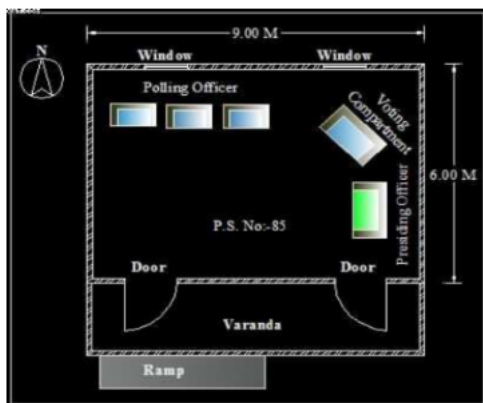 N
9.00 M
Window
Window
Polling Officer
Voting
Compartment
6.00 M
Presiding Officer
P.S. No:-85
Door
Door
Varanda
Ramp